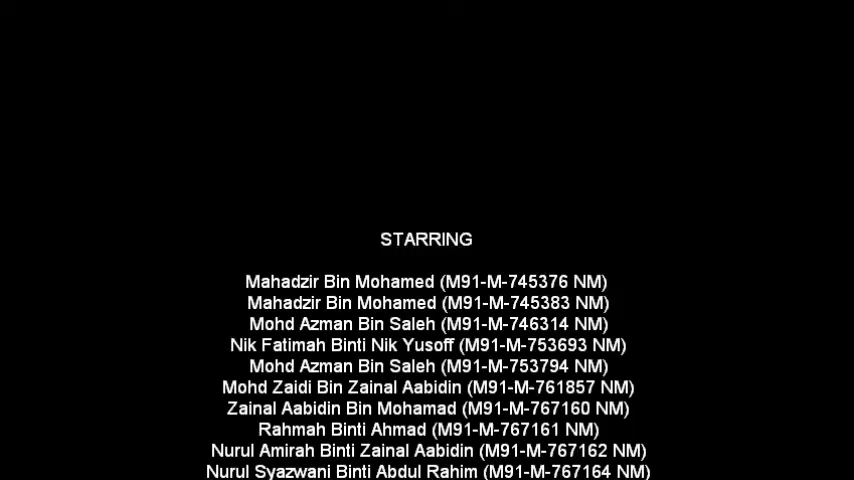 STARRING
Mahadzir Bin Mohamed (M91-M-745376 NM)
Mahadzir Bin Mohamed (M91-M-745383 NM)
Mohd Azman Bin Saleh (M91-M-746314 NM)
Nik Fatimah Binti Nik Yusoff (M91-M-753693 NM)
Mohd Azman Bin Saleh (M91-M-753794 NM)
Mohd Zaidi Bin Zainal Aabidin (M91-M-761857 NM)
Zainal Aabidin Bin Mohamad (M91-M-767160 NM)
Rahmah Binti Ahmad (M91-M-767161 NM)
Nurul Amirah Binti Zainal Aabidin (M91-M-767162 NM)
Nurul Syazwani Binti Abdul Rahim (M91-M-767164 NM)